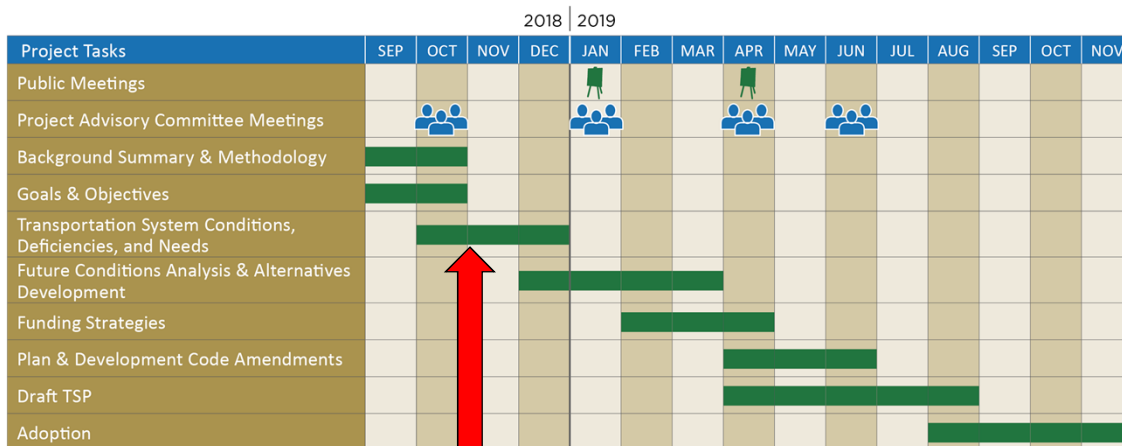 2018 2019
Project Tasks SEP OCT NOV DEC JAN FEB MAR APR MAY JUN JUL AUG SEP OCT NOV
Public Meetings
Project Advisory Committee Meetings
Background Summary & Methodology
Goals & Objectives
Transportation System Conditions,
Deficiencies, and Needs
Future Conditions Analysis & Alternatives
Development
Funding Strategies
Plan & Development Code Amendments
Draft TSP
Adoption